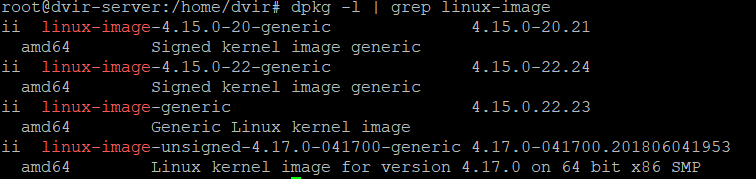 root@dvir-server:/home/dvir# dpkg -l | grep linux-image
ii  linux-image-4.15.0-20-generic                  4.15.0-20.21
  amd64        Signed kernel image generic
ii  linux-image-4.15.0-22-generic                  4.15.0-22.24
  amd64        Signed kernel image generic
ii  linux-image-generic                            4.15.0.22.23
  amd64        Generic Linux kernel image
ii  linux-image-unsigned-4.17.0-041700-generic 4.17.0-041700.201806041953
  amd64        Linux kernel image for version 4.17.0 on 64 bit x86 SMP